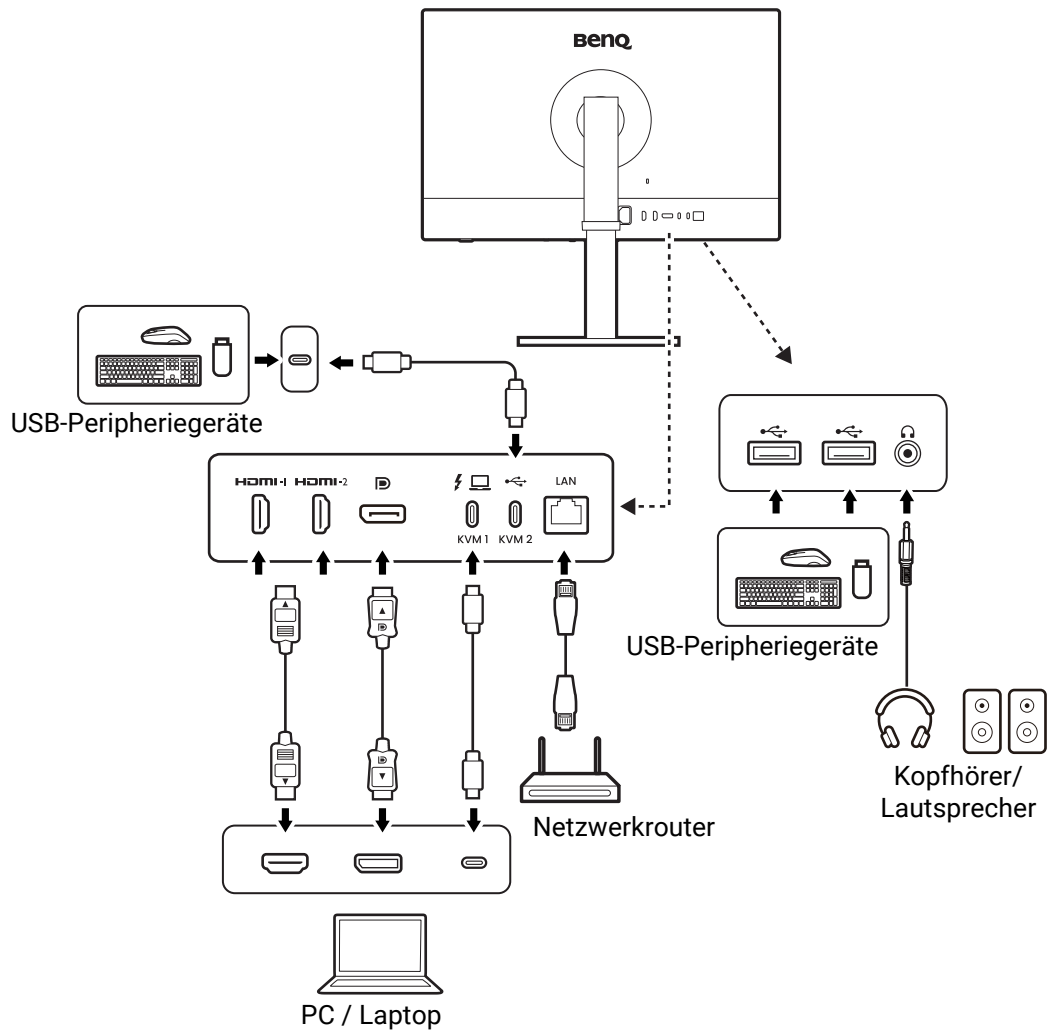 BenQ
USB-Peripheriegeräte
HDMI-1 HDMI-2 LAN
KVM 1 KVM 2
USB-Peripheriegeräte
Netzwerkrouter
Kopfhörer/
Lautsprecher
PC / Laptop